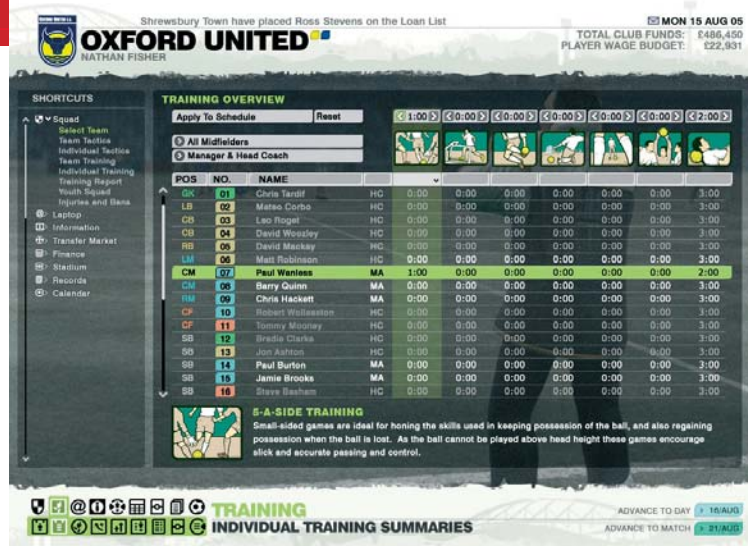 Shrewsbury Town have placed Ross Stevens on the Loan List
MON 15 AUG 05
OXFORD UNITED
NATHAN FISHER
TOTAL CLUB FUNDS: £486,450
PLAYER WAGE BUDGET: £22,931
SHORTCUTS
Squad
Select Team
Team Tactics
Individual Tactics
Team Training
Individual Training
Training Report
Youth Squad
Injuries and Bans
Laptop
Information
Transfer Market
Finance
Stadium
Records
Calendar
TRAINING OVERVIEW
Apply To Schedule Reset 1:00 0:00 0:00 0:00 0:00 0:00 2:00
All Midfielders
Manager & Head Coach
POS NO. NAME
GK 01 Chris Tardif HC 0:00 0:00 0:00 0:00 0:00 0:00 3:00
LB 02 Mateo Corbo HC 0:00 0:00 0:00 0:00 0:00 0:00 3:00
CB 03 Leo Roget HC 0:00 0:00 0:00 0:00 0:00 0:00 3:00
CB 04 David Woozley HC 0:00 0:00 0:00 0:00 0:00 0:00 3:00
RB 05 David Mackay HC 0:00 0:00 0:00 0:00 0:00 0:00 3:00
LM 06 Matt Robinson HC 0:00 0:00 0:00 0:00 0:00 0:00 3:00
CM 07 Paul Wanless MA 1:00 0:00 0:00 0:00 0:00 0:00 2:00
CM 08 Barry Quinn MA 0:00 0:00 0:00 0:00 0:00 0:00 3:00
RM 09 Chris Hackett MA 0:00 0:00 0:00 0:00 0:00 0:00 3:00
CF 10 Robert Wolleaston HC 0:00 0:00 0:00 0:00 0:00 0:00 3:00
CF 11 Tommy Mooney HC 0:00 0:00 0:00 0:00 0:00 0:00 3:00
SB 12 Bradie Clarke HC 0:00 0:00 0:00 0:00 0:00 0:00 3:00
SB 13 Jon Ashton HC 0:00 0:00 0:00 0:00 0:00 0:00 3:00
SB 14 Paul Burton MA 0:00 0:00 0:00 0:00 0:00 0:00 3:00
SB 15 Jamie Brooks MA 0:00 0:00 0:00 0:00 0:00 0:00 3:00
SB 16 Steve Basham HC 0:00 0:00 0:00 0:00 0:00 0:00 3:00
5-A-SIDE TRAINING
Small-sided games are ideal for honing the skills used in keeping possession of the ball, and also regaining
possession when the ball is lost. As the ball cannot be played above head height these games encourage
slick and accurate passing and control.
TRAINING
INDIVIDUAL TRAINING SUMMARIES
ADVANCE TO DAY 16/AUG
ADVANCE TO MATCH 21/AUG